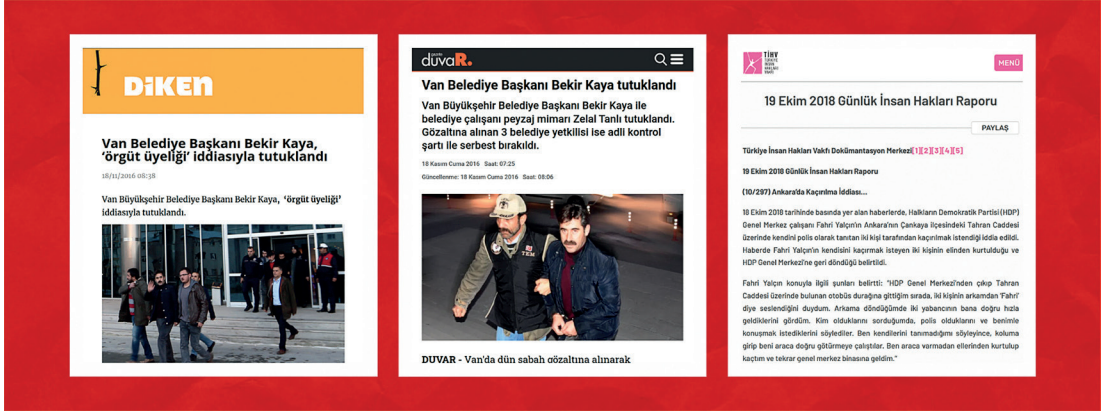 DiKEN
Van Belediye Başkanı Bekir Kaya,
‘örgüt üyeliği’ iddiasıyla tutuklandı
18/11/2016 08:38
Van Büyükşehir Belediye Başkanı Bekir Kaya, ‘örgüt üyeliği’
iddiasıyla tutuklandı.
gazete
duvaR.
Van Belediye Başkanı Bekir Kaya tutuklandı
Van Büyükşehir Belediye Başkanı Bekir Kaya ile
belediye çalışanı peyzaj mimarı Zelal Tanlı tutuklandı.
Gözaltına alınan 3 belediye yetkilisi ise adli kontrol
şartı ile serbest bırakıldı.
18 Kasım Cuma 2016 Saat: 07:25
Güncellenme: 18 Kasım Cuma 2016 Saat: 08:06
TEM
DUVAR - Van’da dün sabah gözaltına alınarak
TİHV
TÜRKİYE
İNSAN
HAKLARI
VAKFI
MENÜ
19 Ekim 2018 Günlük İnsan Hakları Raporu
PAYLAŞ
Türkiye İnsan Hakları Vakfı Dokümantasyon Merkezi[1][2][3][4][5]
19 Ekim 2018 Günlük İnsan Hakları Raporu
(10/297) Ankara’da Kaçırılma İddiası...
18 Ekim 2018 tarihinde basında yer alan haberlerde, Halkların Demokratik Partisi (HDP)
Genel Merkez çalışanı Fahri Yalçın’ın Ankara’nın Çankaya ilçesindeki Tahran Caddesi
üzerinde kendini polis olarak tanıtan iki kişi tarafından kaçırılmak istendiği iddia edildi.
Haberde Fahri Yalçın’ın kendisini kaçırmak isteyen iki kişinin elinden kurtulduğu ve
HDP Genel Merkezi’ne geri döndüğü belirtildi.
Fahri Yalçın konuyla ilgili şunları belirtti: “HDP Genel Merkezi’nden çıkıp Tahran
Caddesi üzerinde bulunan otobüs durağına gittiğim sırada, iki kişinin arkamdan ‘Fahri’
diye seslendiğini duydum. Arkama döndüğümde iki yabancının bana doğru hızla
geldiklerini gördüm. Kim olduklarını sorduğumda, polis olduklarını ve benimle
konuşmak istediklerini söylediler. Ben kendilerini tanımadığımı söyleyince, koluma
girip beni araca doğru götürmeye çalıştılar. Ben araca varmadan ellerinden kurtulup
kaçtım ve tekrar genel merkez binasına geldim.”